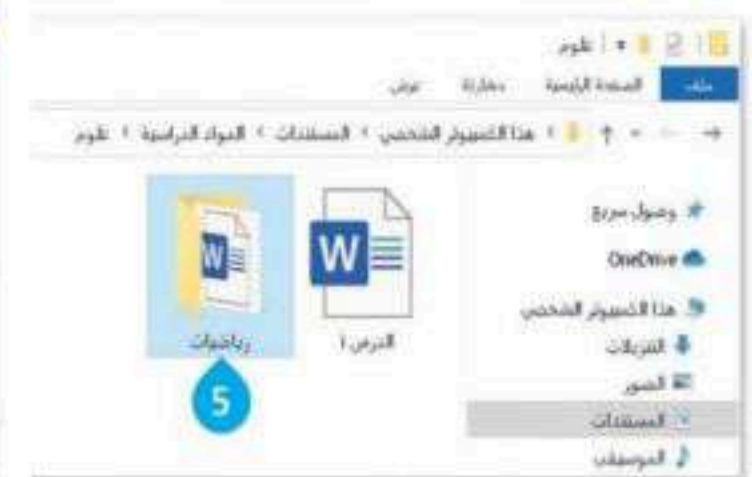 علوم
ملف الصفحة الرئيسية مشاركة عرض
هذا الكمبيوتر الشخصي > المستندات > المواد الدراسية > علوم
وصول سريع
OneDrive
هذا الكمبيوتر الشخصي
التنزيلات
الصور
المستندات
الموسيقى
W
الدرس ١
W
رياضيات
5